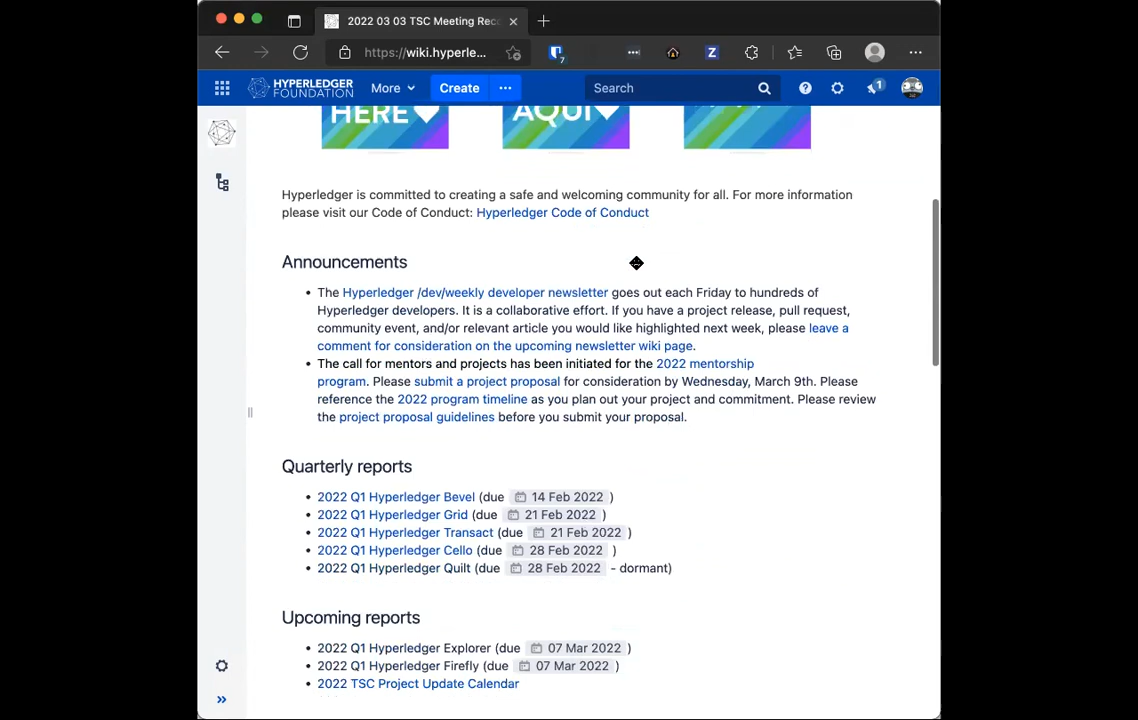 2022 03 03 TSC Meeting Rec
https://wiki.hyperle...
7
HYPERLEDGER
FOUNDATION
More
Create
Search
1
HERE
AQUI
Hyperledger is committed to creating a safe and welcoming community for all. For more information
please visit our Code of Conduct: Hyperledger Code of Conduct
Announcements
• The Hyperledger /dev/weekly developer newsletter goes out each Friday to hundreds of
Hyperledger developers. It is a collaborative effort. If you have a project release, pull request,
community event, and/or relevant article you would like highlighted next week, please leave a
comment for consideration on the upcoming newsletter wiki page.
• The call for mentors and projects has been initiated for the 2022 mentorship
program. Please submit a project proposal for consideration by Wednesday, March 9th. Please
reference the 2022 program timeline as you plan out your project and commitment. Please review
the project proposal guidelines before you submit your proposal.
Quarterly reports
• 2022 Q1 Hyperledger Bevel (due 14 Feb 2022 )
• 2022 Q1 Hyperledger Grid (due 21 Feb 2022 )
• 2022 Q1 Hyperledger Transact (due 21 Feb 2022 )
• 2022 Q1 Hyperledger Cello (due 28 Feb 2022 )
• 2022 Q1 Hyperledger Quilt (due 28 Feb 2022 - dormant)
Upcoming reports
• 2022 Q1 Hyperledger Explorer (due 07 Mar 2022 )
• 2022 Q1 Hyperledger Firefly (due 07 Mar 2022 )
• 2022 TSC Project Update Calendar